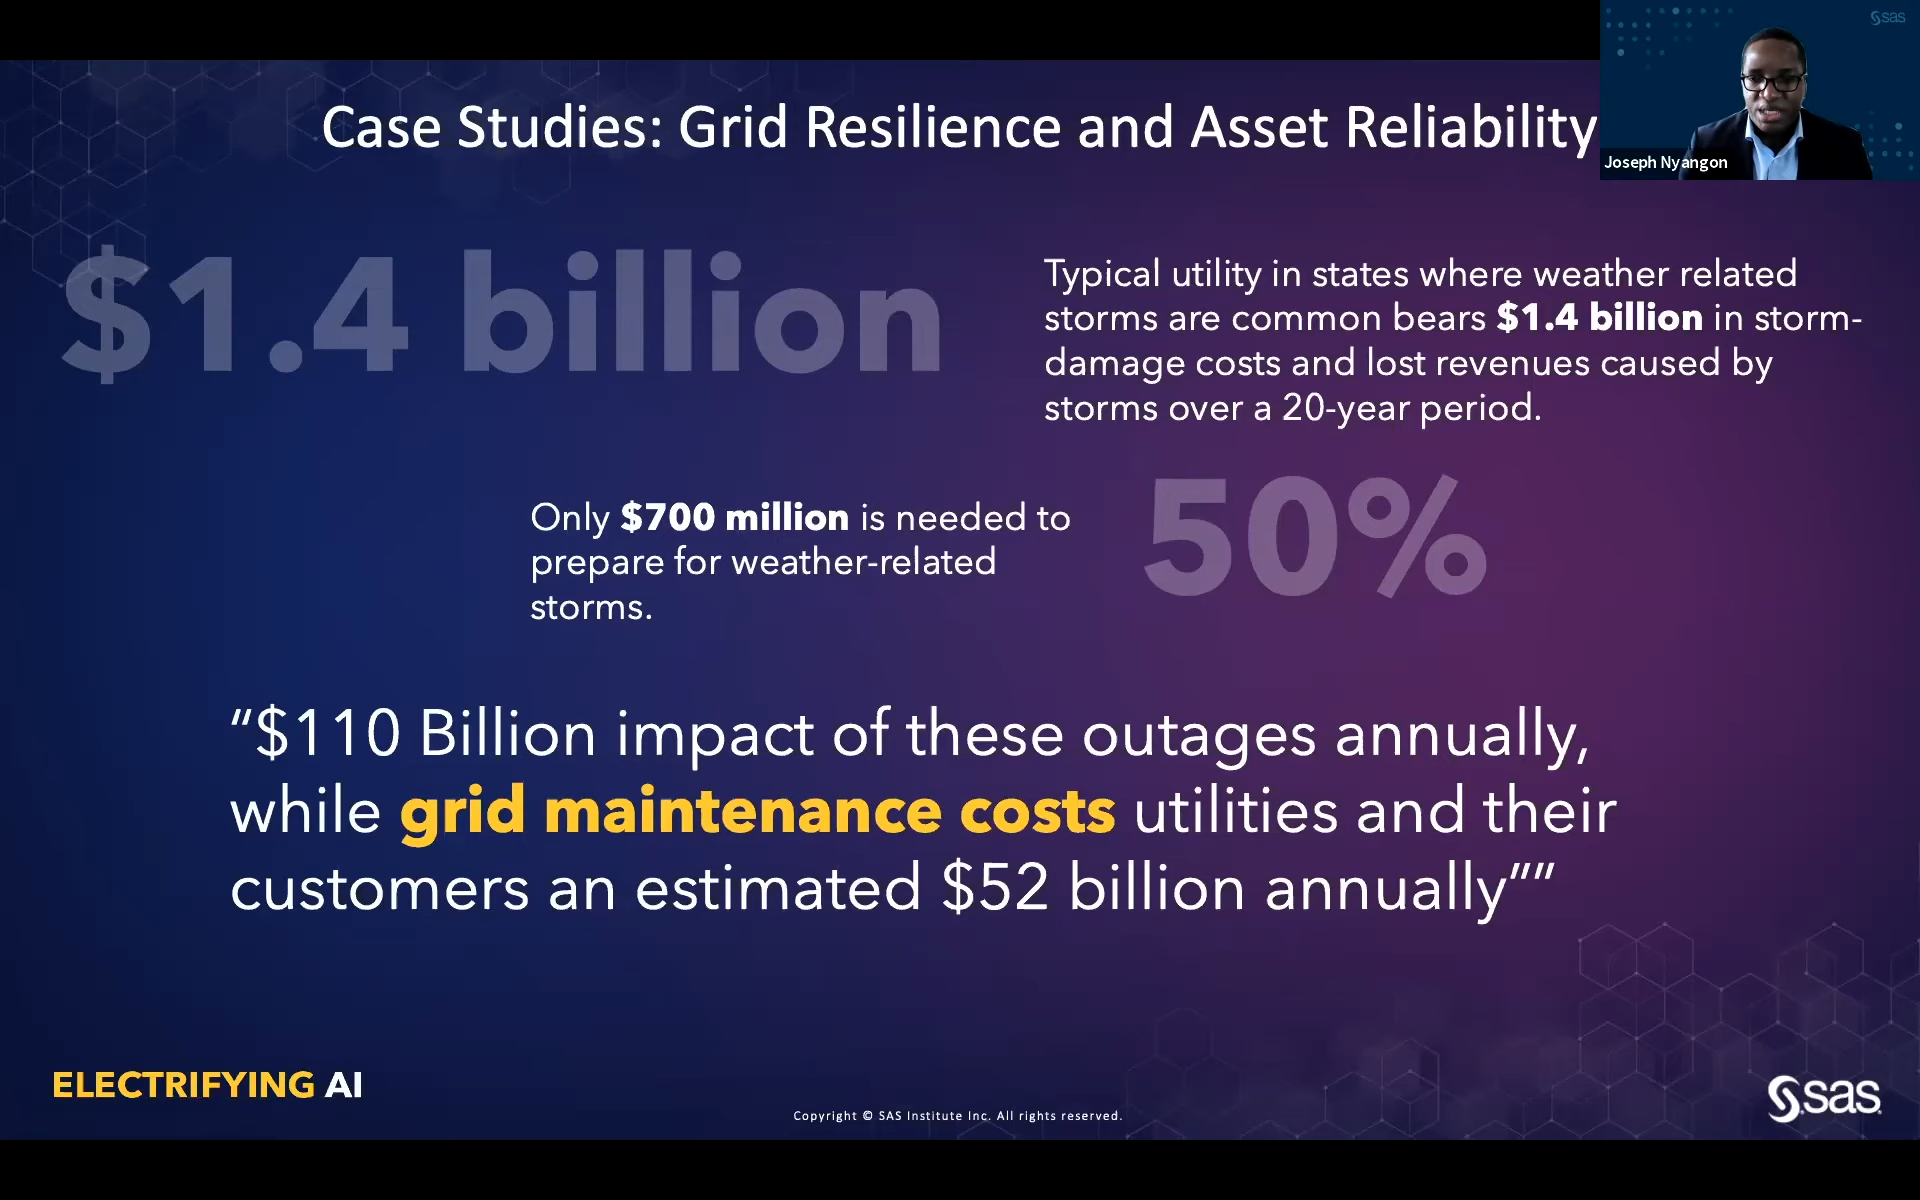 sas
Case Studies: Grid Resilience and Asset Reliability
Joseph Nyangon
$1.4 billion
Typical utility in states where weather related
storms are common bears $1.4 billion in storm-
damage costs and lost revenues caused by
storms over a 20-year period.
Only $700 million is needed to
prepare for weather-related
storms.
50%
“$110 Billion impact of these outages annually,
while grid maintenance costs utilities and their
customers an estimated $52 billion annually””
ELECTRIFYING AI
Copyright © SAS Institute Inc. All rights reserved.
sas